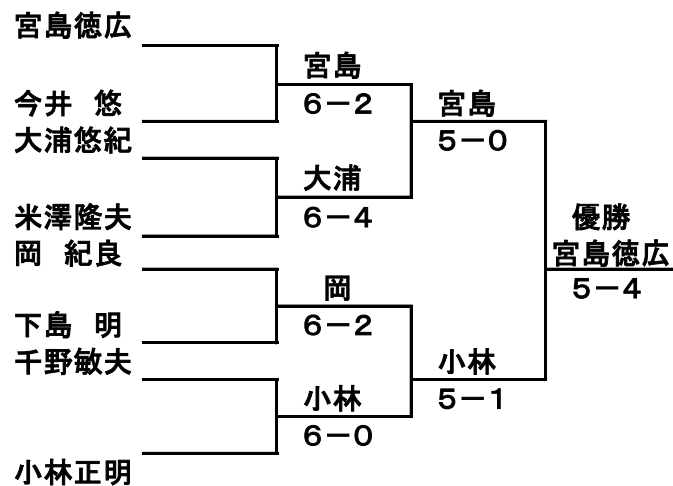 宮島徳広
今井　悠
大浦悠紀
米澤隆夫
岡　紀良
下島　明
千野敏夫
小林正明
宮島
６－２
大浦
６－４
岡
６－２
小林
６－０
宮島
５－０
小林
５－１
優勝
宮島徳広
５－４